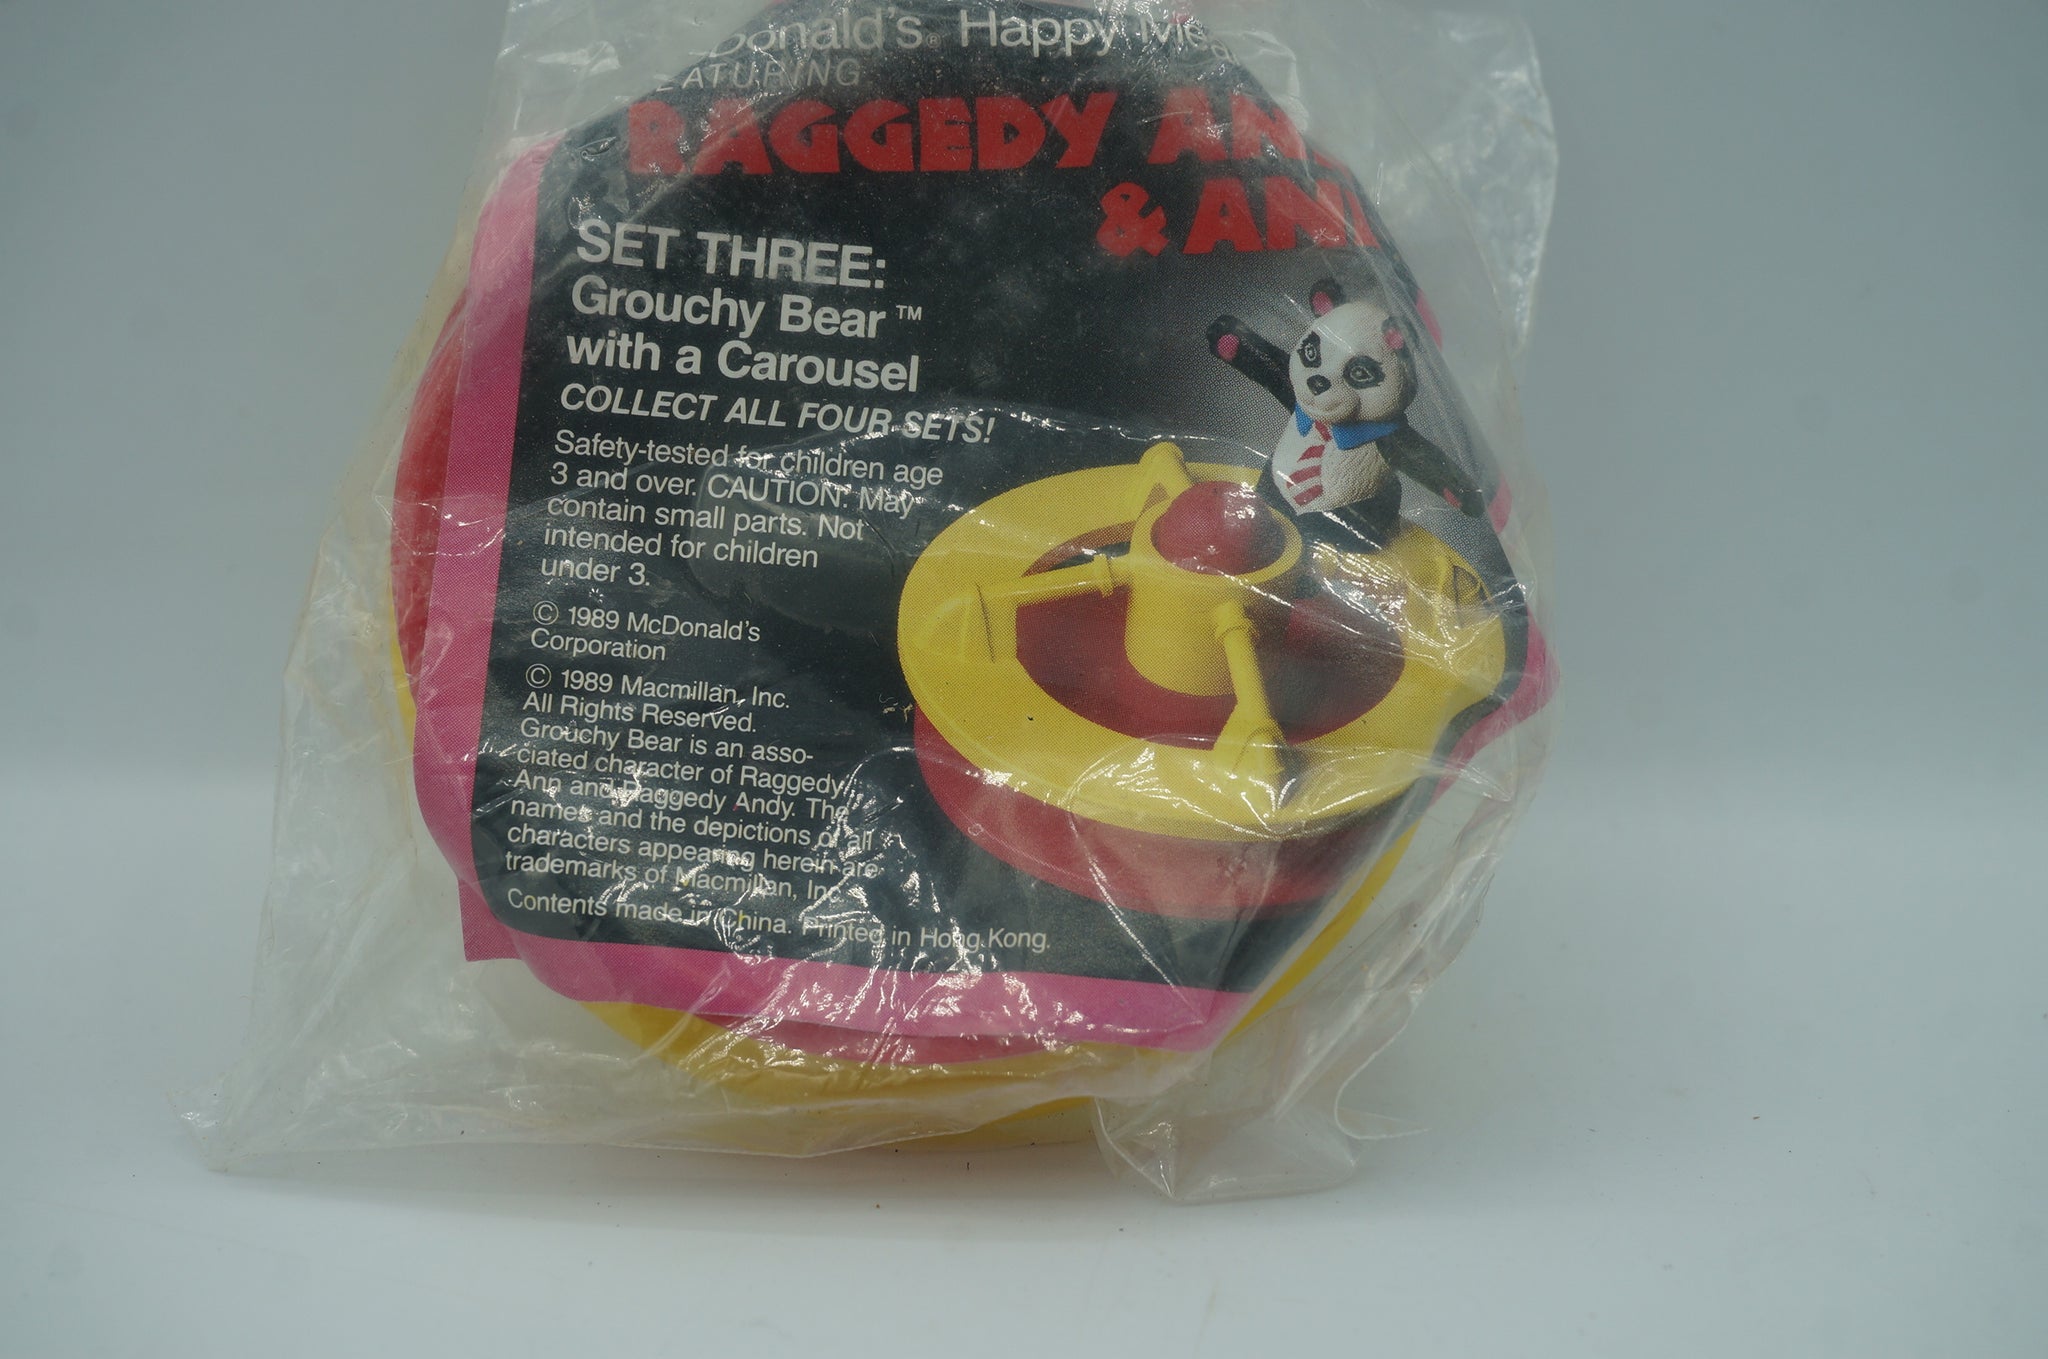 Donald's® Happy Mea
EATURING
RAGGEDY AN
& AN
SET THREE:
Grouchy Bear™
with a Carousel
COLLECT ALL FOUR SETS!
Safety-tested for children age
3 and over. CAUTION: May
contain small parts. Not
intended for children
under 3.
© 1989 McDonald's
Corporation
© 1989 Macmillan, Inc.
All Rights Reserved.
Grouchy Bear is an asso-
ciated character of Raggedy
Ann and Raggedy Andy. The
names and the depictions of all
characters appearing herein are
trademarks of Macmillan, Inc
Contents made in China. Printed in Hong Kong.